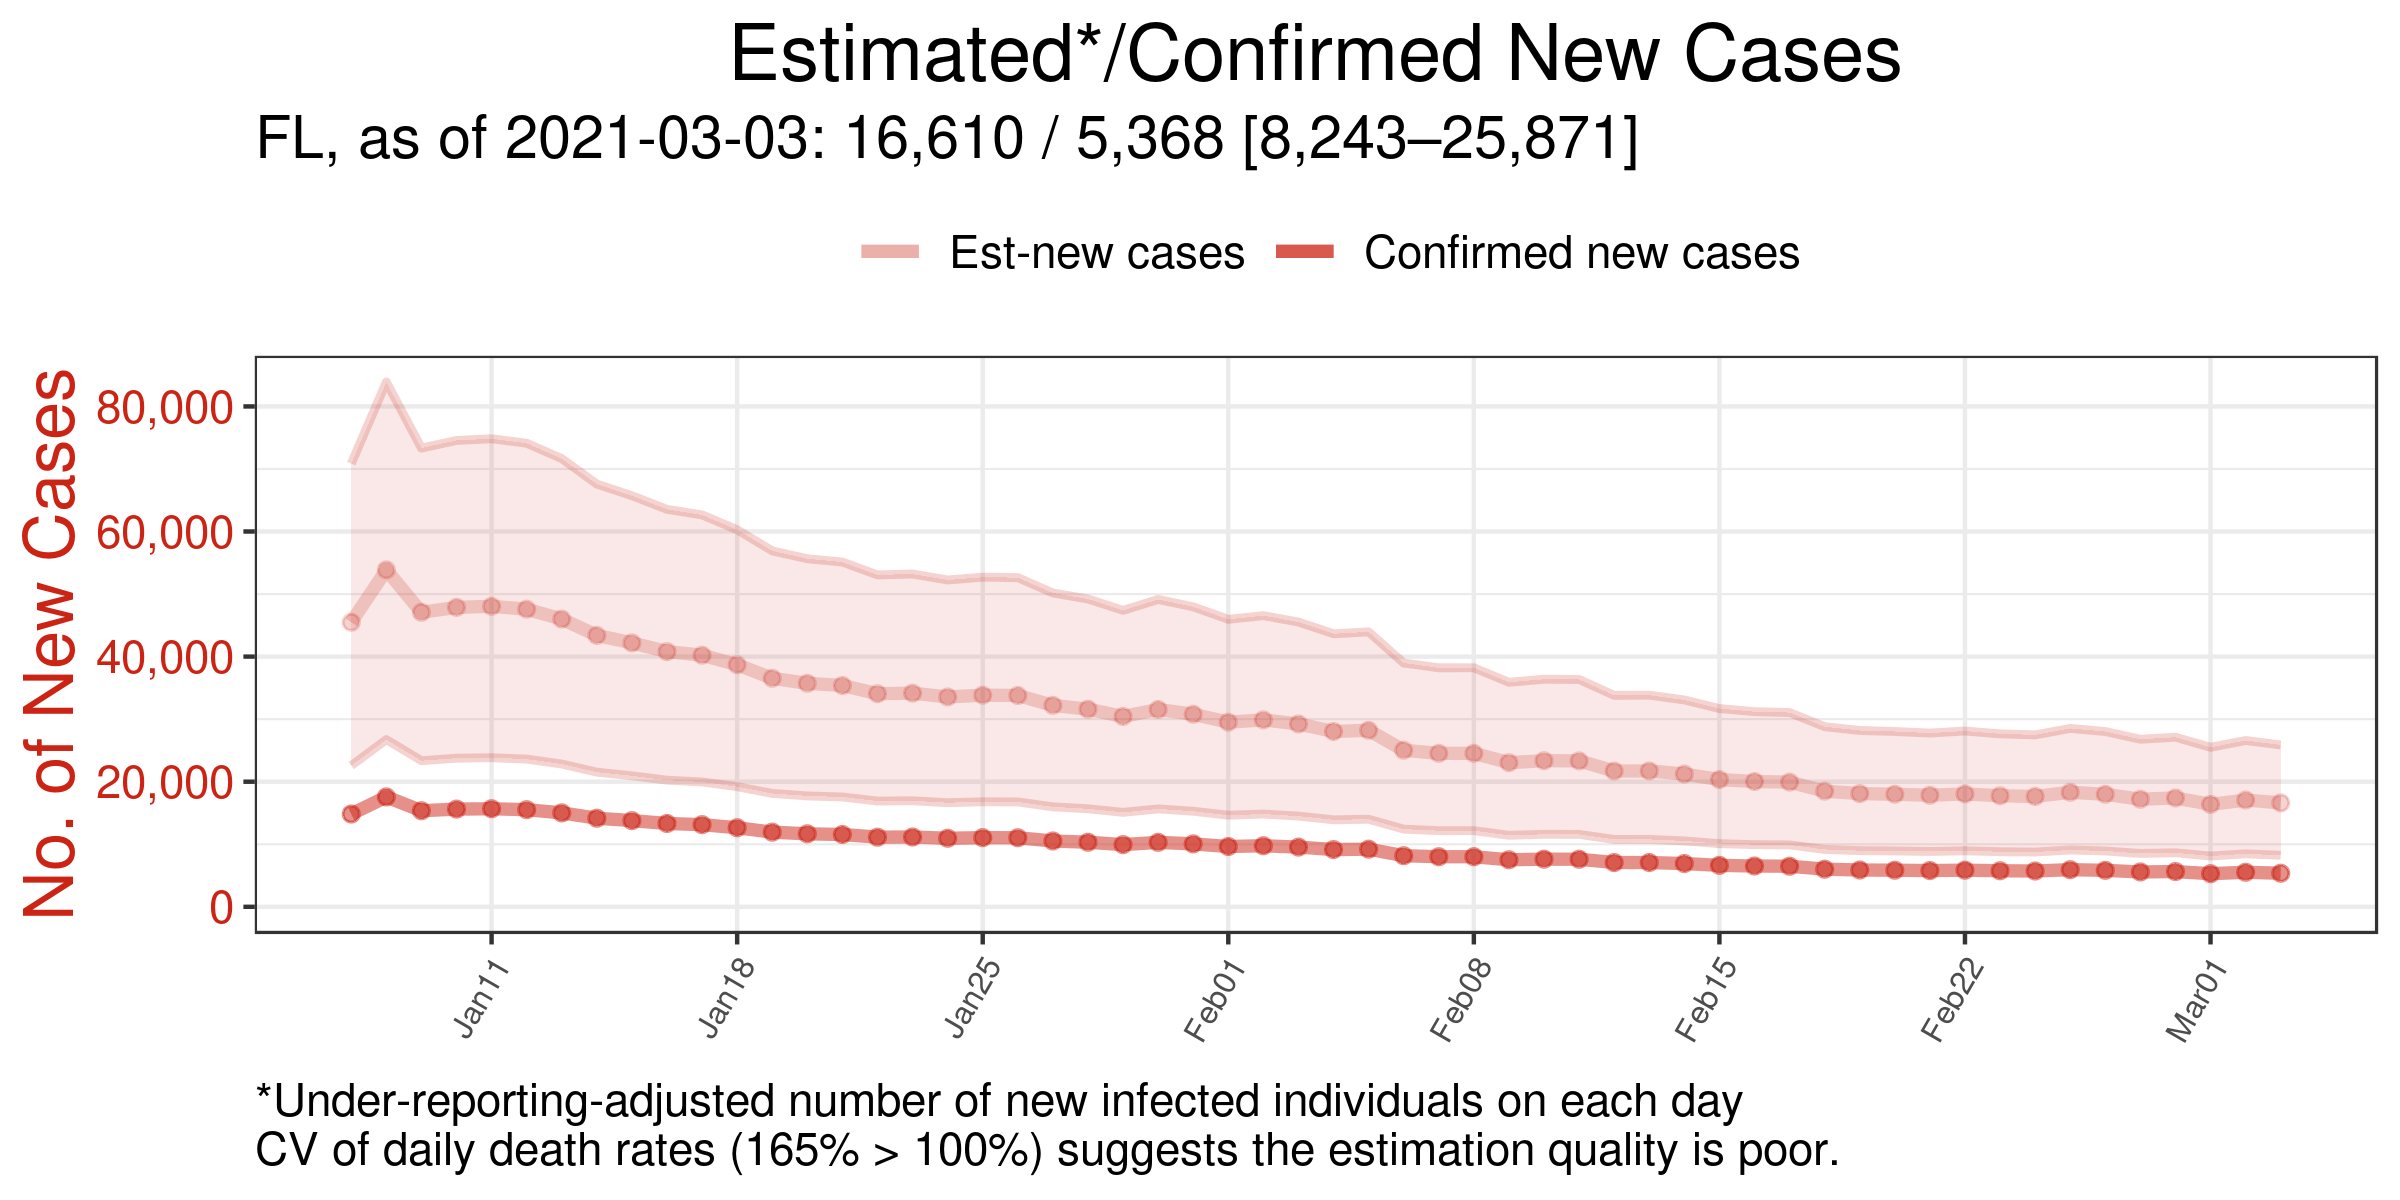 Estimated*/Confirmed New Cases
FL, as of 2021-03-03: 16,610 / 5,368 [8,243–25,871]
Est-new cases
Confirmed new cases
No. of New Cases
80,000
60,000
40,000
20,000
0
Jan11
Jan18
Jan25
Feb01
Feb08
Feb15
Feb22
Mar01
*Under-reporting-adjusted number of new infected individuals on each day
CV of daily death rates (165% > 100%) suggests the estimation quality is poor.